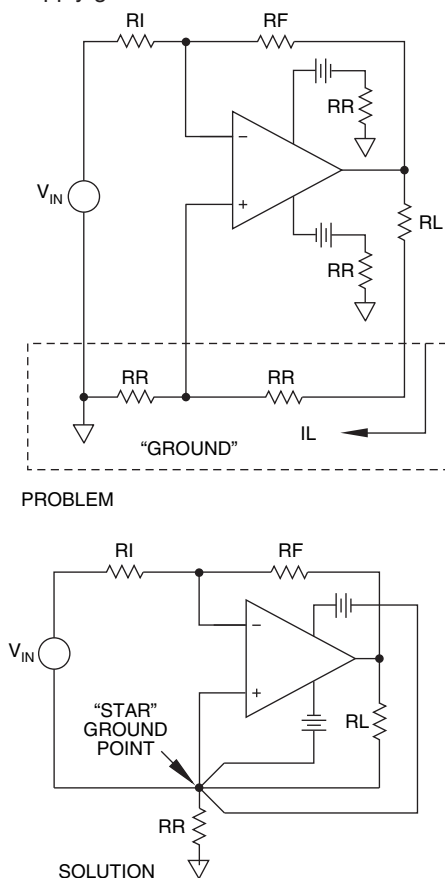 RI
RF
RR
V_IN
−
+
RL
RR
RR
RR
"GROUND"
IL
PROBLEM
RI
RF
V_IN
−
+
"STAR"
GROUND
POINT
RL
RR
SOLUTION